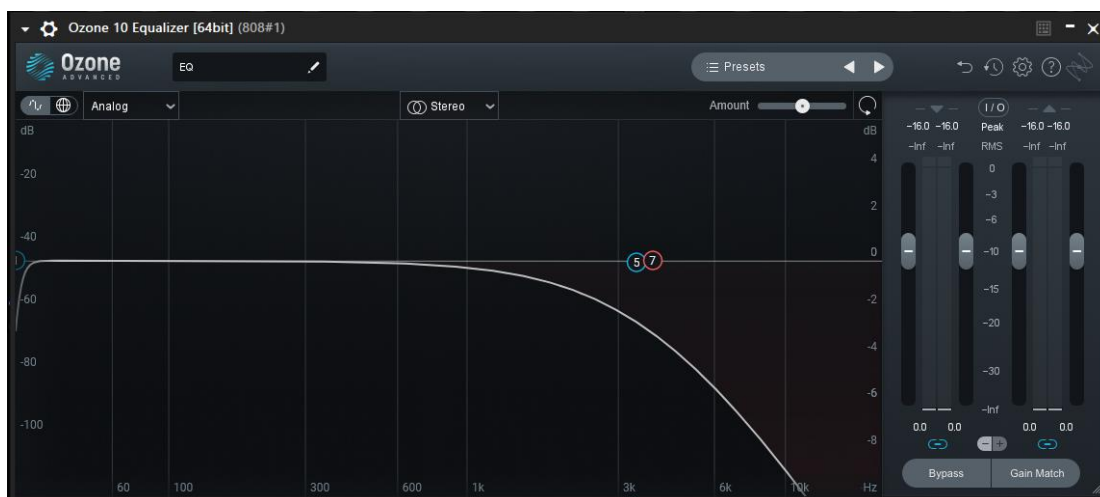 Ozone 10 Equalizer [64bit] (808#1)
Ozone
ADVANCED
EQ
Presets
Analog
Stereo
Amount
dB
-20
-40
-60
-80
-100
60
100
300
600
1k
3k
6k
10k
Hz
5
7
dB
4
2
0
-2
-4
-6
-8
I/O
-16.0 -16.0
Peak
-16.0 -16.0
-Inf -Inf
RMS
-Inf -Inf
0
-3
-6
-10
-15
-20
-30
-Inf
0.0 0.0
0.0 0.0
Bypass
Gain Match